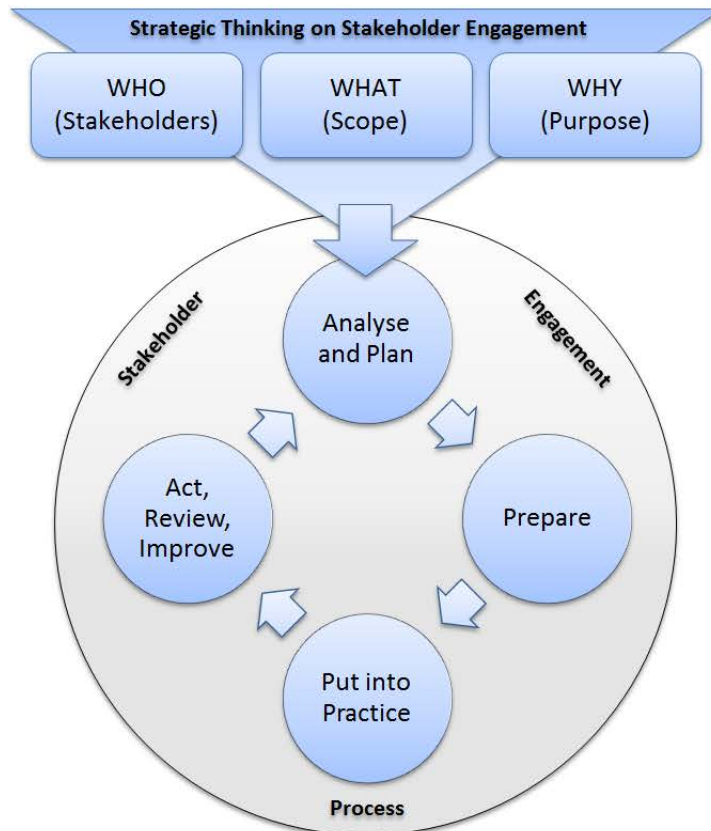 Strategic Thinking on Stakeholder Engagement
WHO
(Stakeholders)
WHAT
(Scope)
WHY
(Purpose)
Stakeholder
Engagement
Analyse
and Plan
Act,
Review,
Improve
Prepare
Put into
Practice
Process